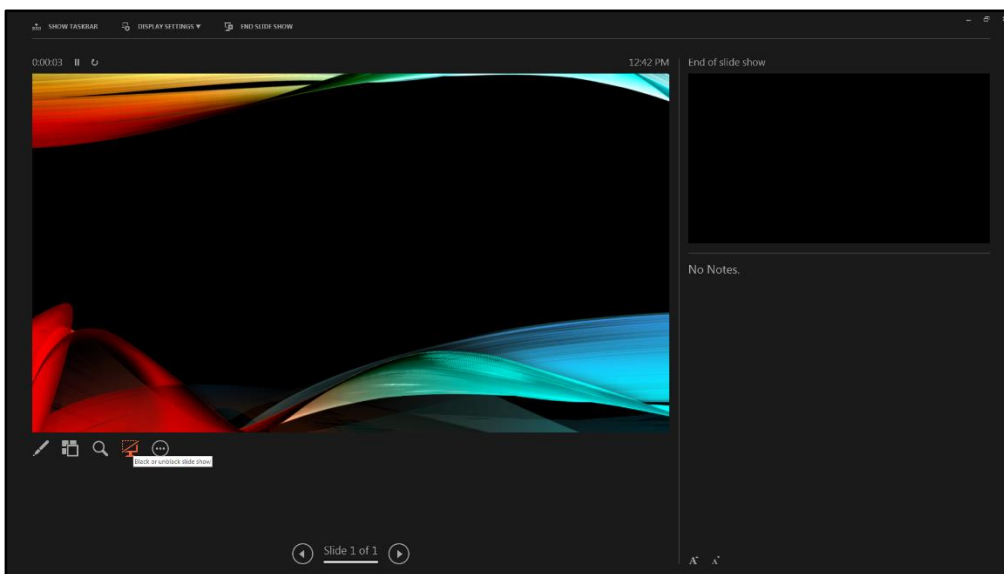 SHOW TASKBAR DISPLAY SETTINGS ▼ END SLIDE SHOW
0:00:03 12:42 PM
End of slide show
No Notes.
Black or unblack slide show
Slide 1 of 1
A A